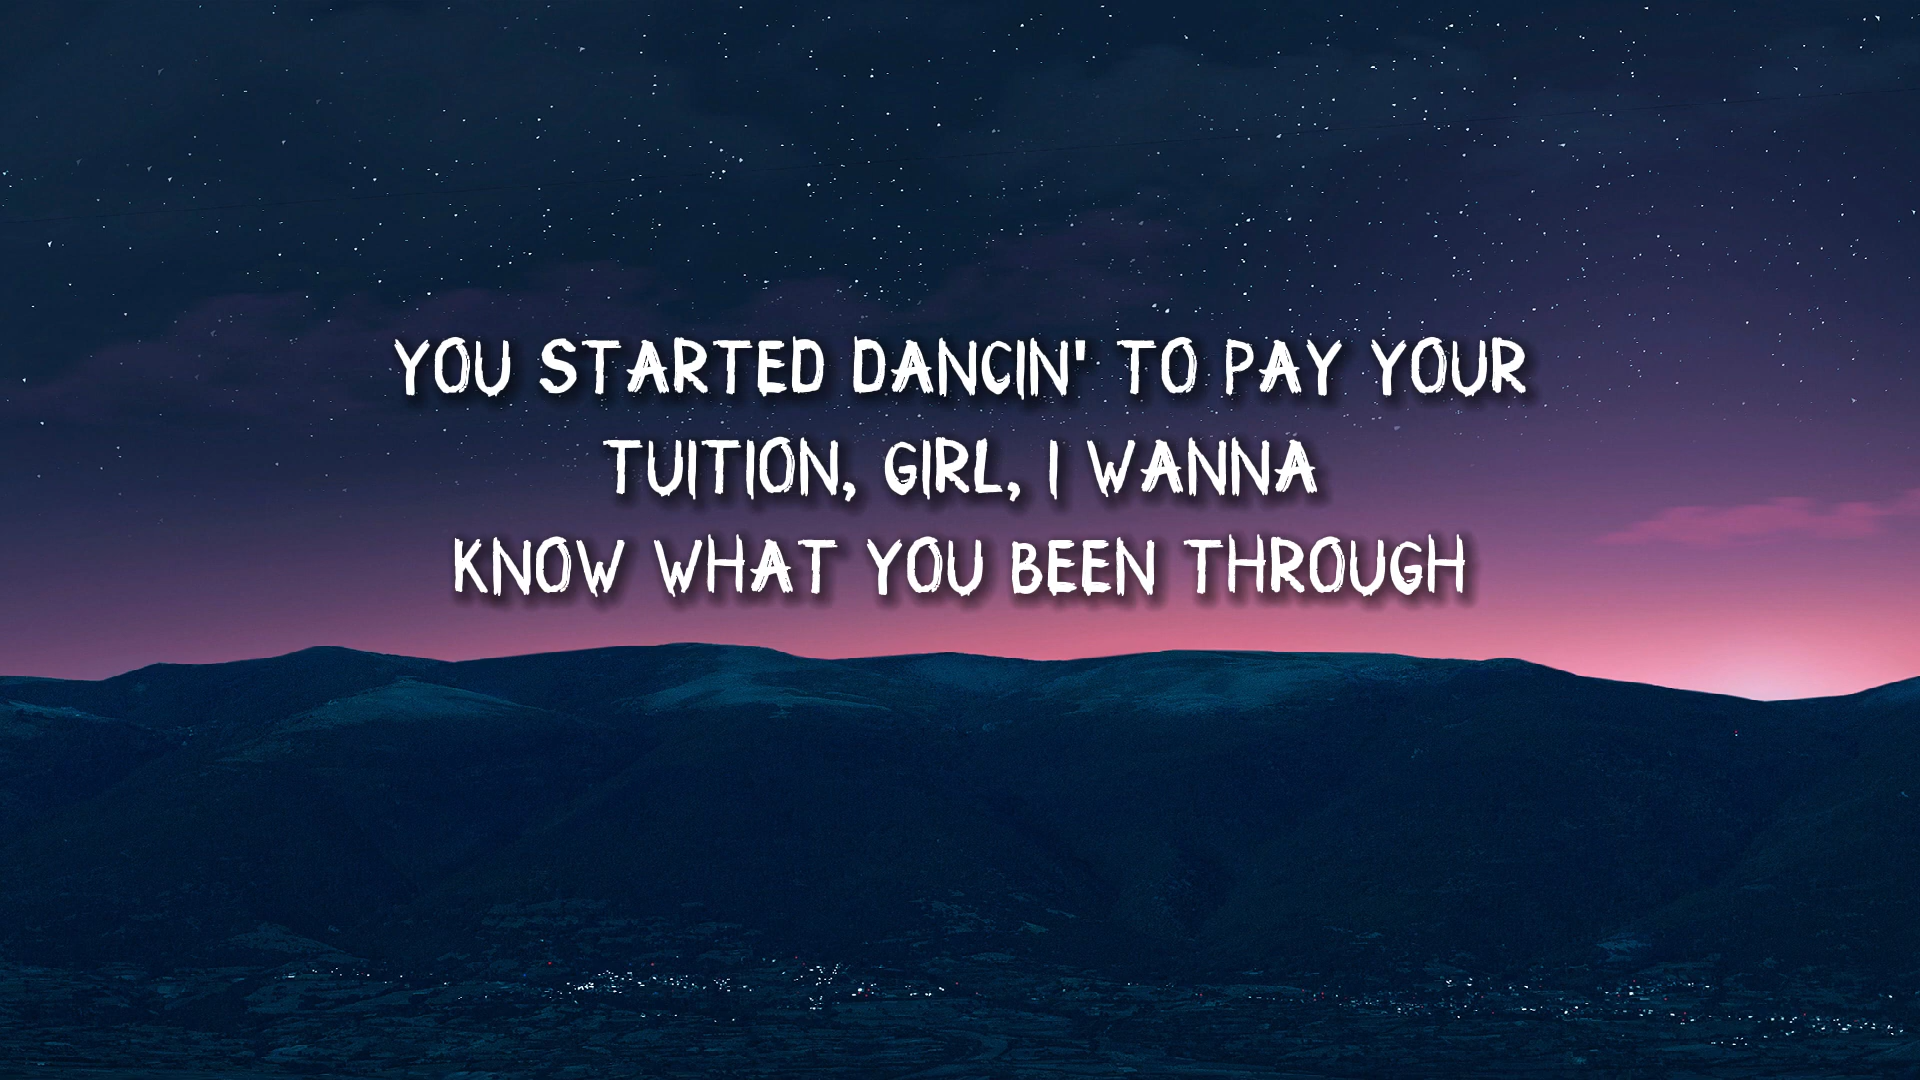 YOU STARTED DANCIN' TO PAY YOUR
TUITION, GIRL, I WANNA
KNOW WHAT YOU BEEN THROUGH